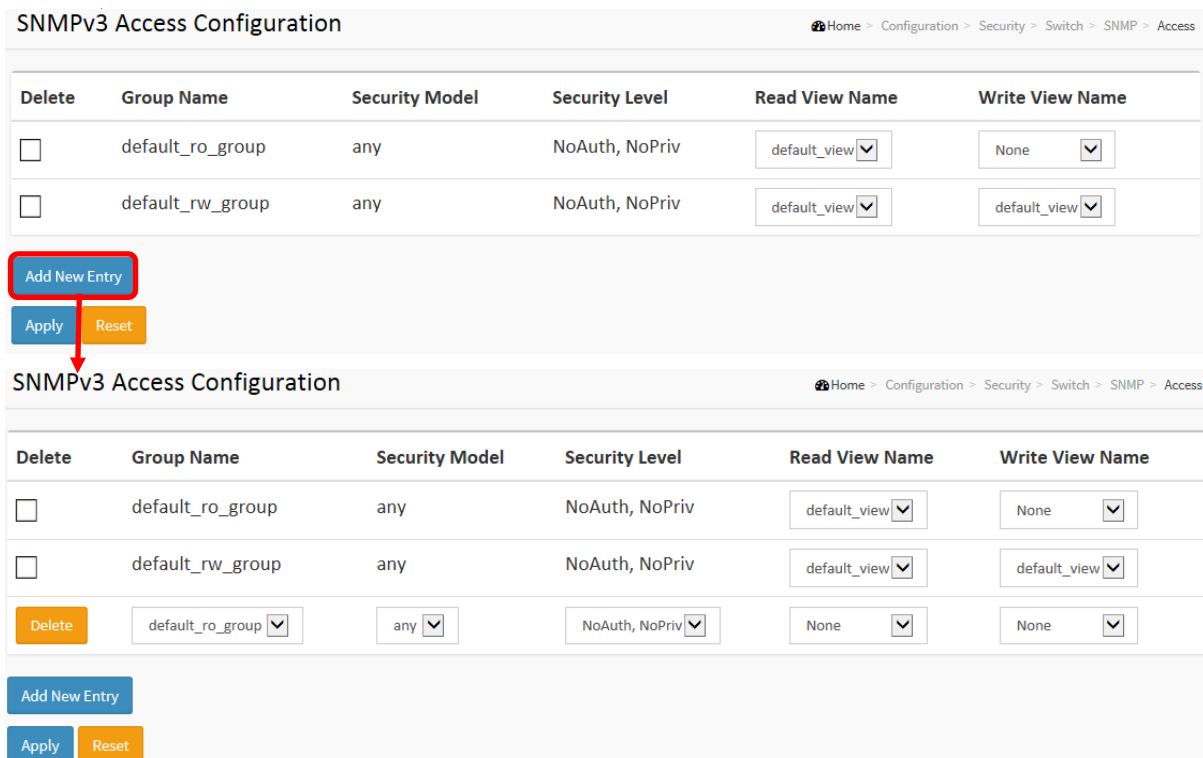 SNMPv3 Access Configuration
Home > Configuration > Security > Switch > SNMP > Access
Delete Group Name Security Model Security Level Read View Name Write View Name
default_ro_group any NoAuth, NoPriv default_view None
default_rw_group any NoAuth, NoPriv default_view default_view
Add New Entry
Apply Reset
SNMPv3 Access Configuration
Home > Configuration > Security > Switch > SNMP > Access
Delete Group Name Security Model Security Level Read View Name Write View Name
default_ro_group any NoAuth, NoPriv default_view None
default_rw_group any NoAuth, NoPriv default_view default_view
Delete default_ro_group any NoAuth, NoPriv None None
Add New Entry
Apply Reset